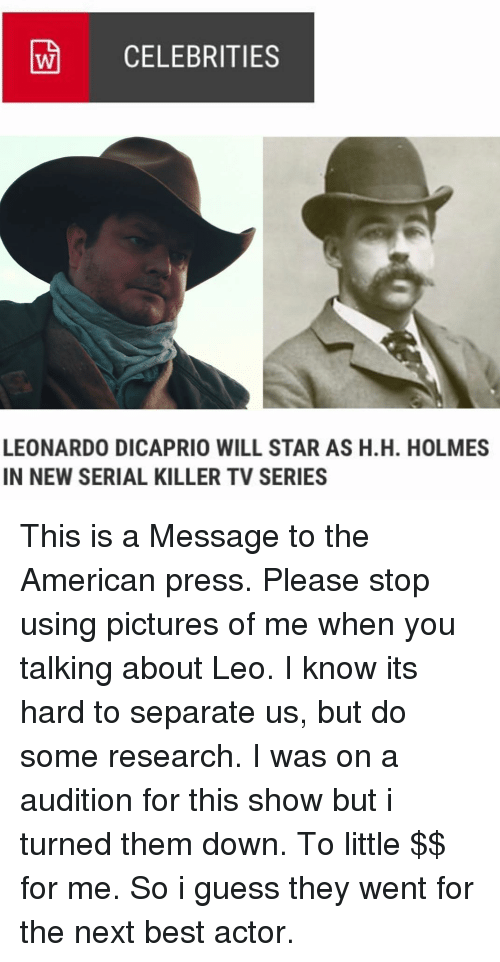 W CELEBRITIES
LEONARDO DICAPRIO WILL STAR AS H.H. HOLMES
IN NEW SERIAL KILLER TV SERIES
This is a Message to the
American press. Please stop
using pictures of me when you
talking about Leo. I know its
hard to separate us, but do
some research. I was on a
audition for this show but i
turned them down. To little $$
for me. So i guess they went for
the next best actor.